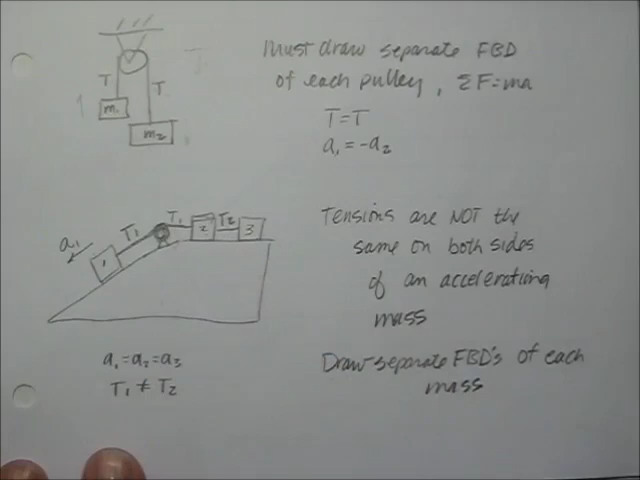 Must draw separate FBD
of each pulley, ΣF=ma
T T
m₁
m₂
T=T
a₁=-a₂
Tensions are NOT the
same on both sides
of an accelerating
mass
a₁ T₁ T₁ T₂
1 2 3
a₁=a₂=a₃
T₁≠T₂
Draw separate FBD's of each
mass